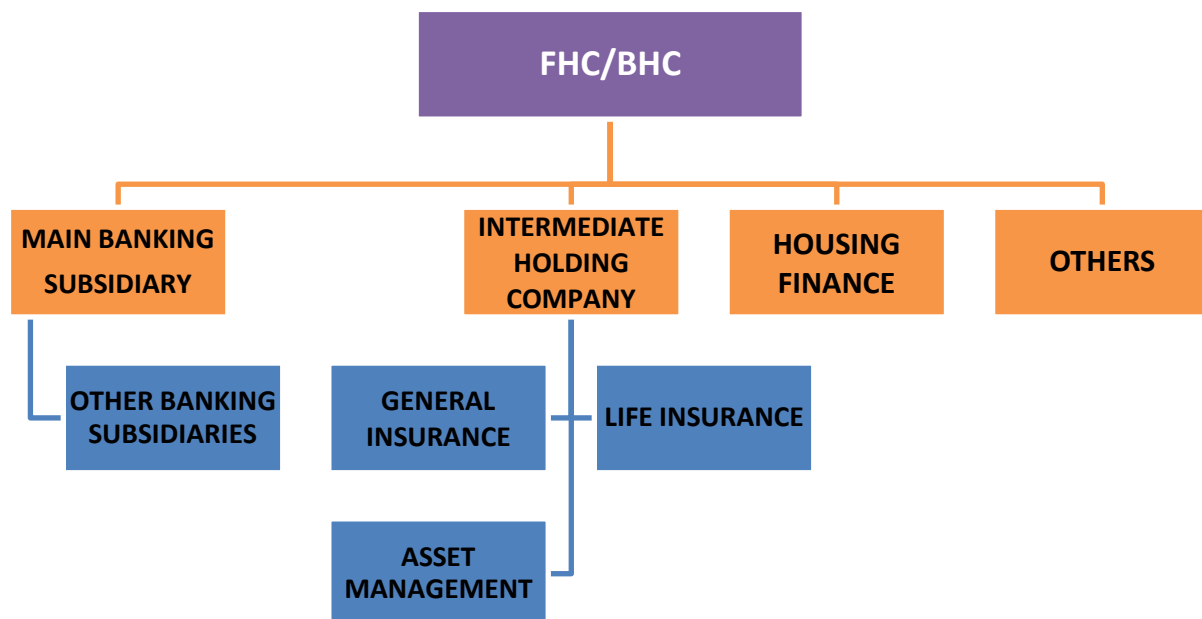 FHC/BHC
MAIN BANKING
SUBSIDIARY
INTERMEDIATE
HOLDING
COMPANY
HOUSING
FINANCE
OTHERS
OTHER BANKING
SUBSIDIARIES
GENERAL
INSURANCE
LIFE INSURANCE
ASSET
MANAGEMENT